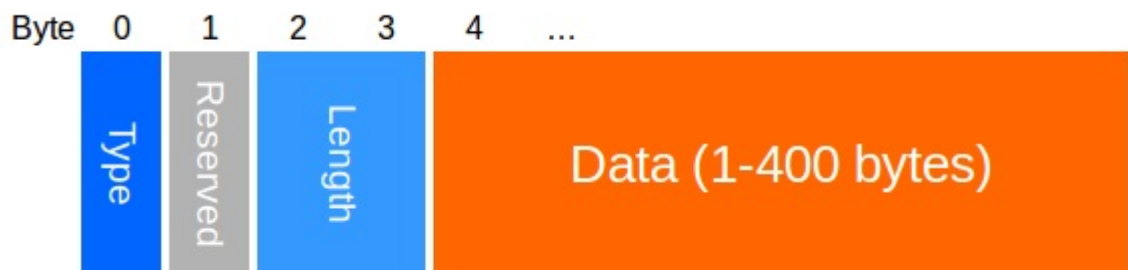 Byte 0 1 2 3 4 ...
Type
Reserved
Length
Data (1-400 bytes)